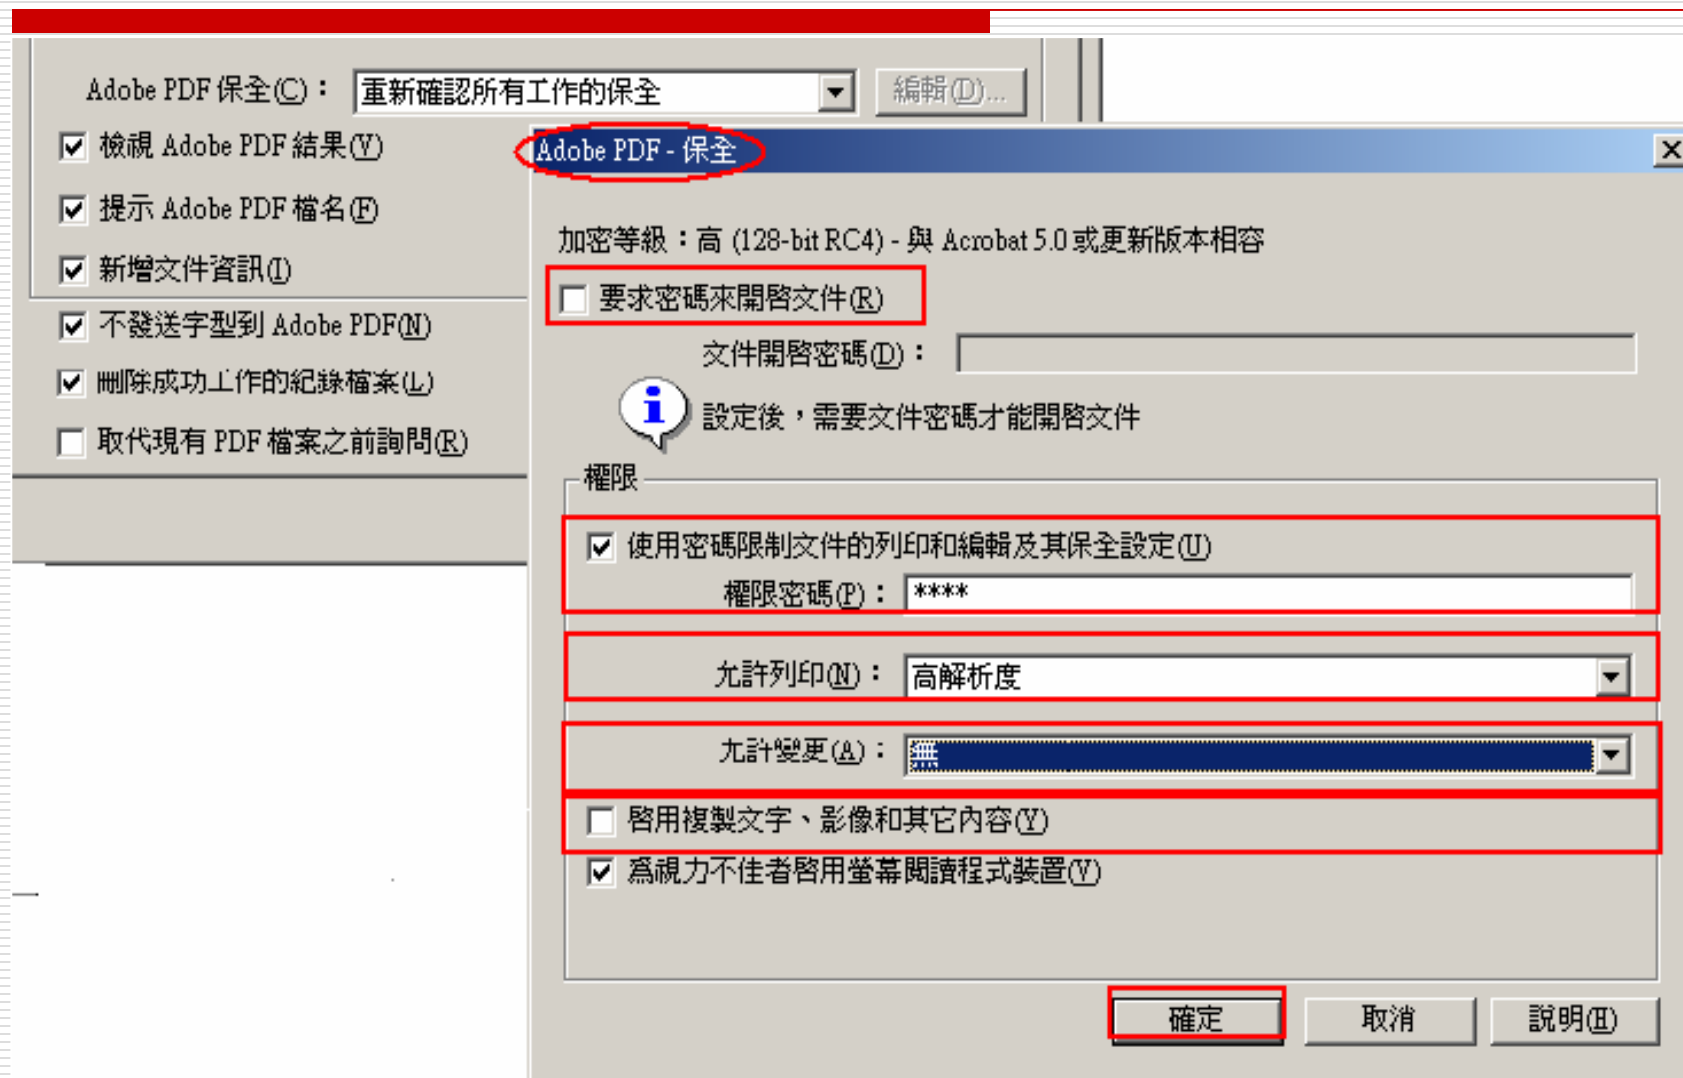 Adobe PDF 保全(C)： 重新確認所有工作的保全 編輯(D)...
檢視 Adobe PDF 結果(V)
提示 Adobe PDF 檔名(F)
新增文件資訊(I)
不發送字型到 Adobe PDF(N)
刪除成功工作的紀錄檔案(L)
取代現有 PDF 檔案之前詢問(R)
Adobe PDF - 保全
加密等級：高 (128-bit RC4) - 與 Acrobat 5.0 或更新版本相容
要求密碼來開啓文件(R)
文件開啓密碼(D)：
設定後，需要文件密碼才能開啓文件
權限
使用密碼限制文件的列印和編輯及其保全設定(U)
權限密碼(P)： ****
允許列印(N)： 高解析度
允許變更(A)： 無
啓用複製文字、影像和其它內容(Y)
爲視力不佳者啓用螢幕閱讀程式裝置(V)
確定 取消 說明(H)